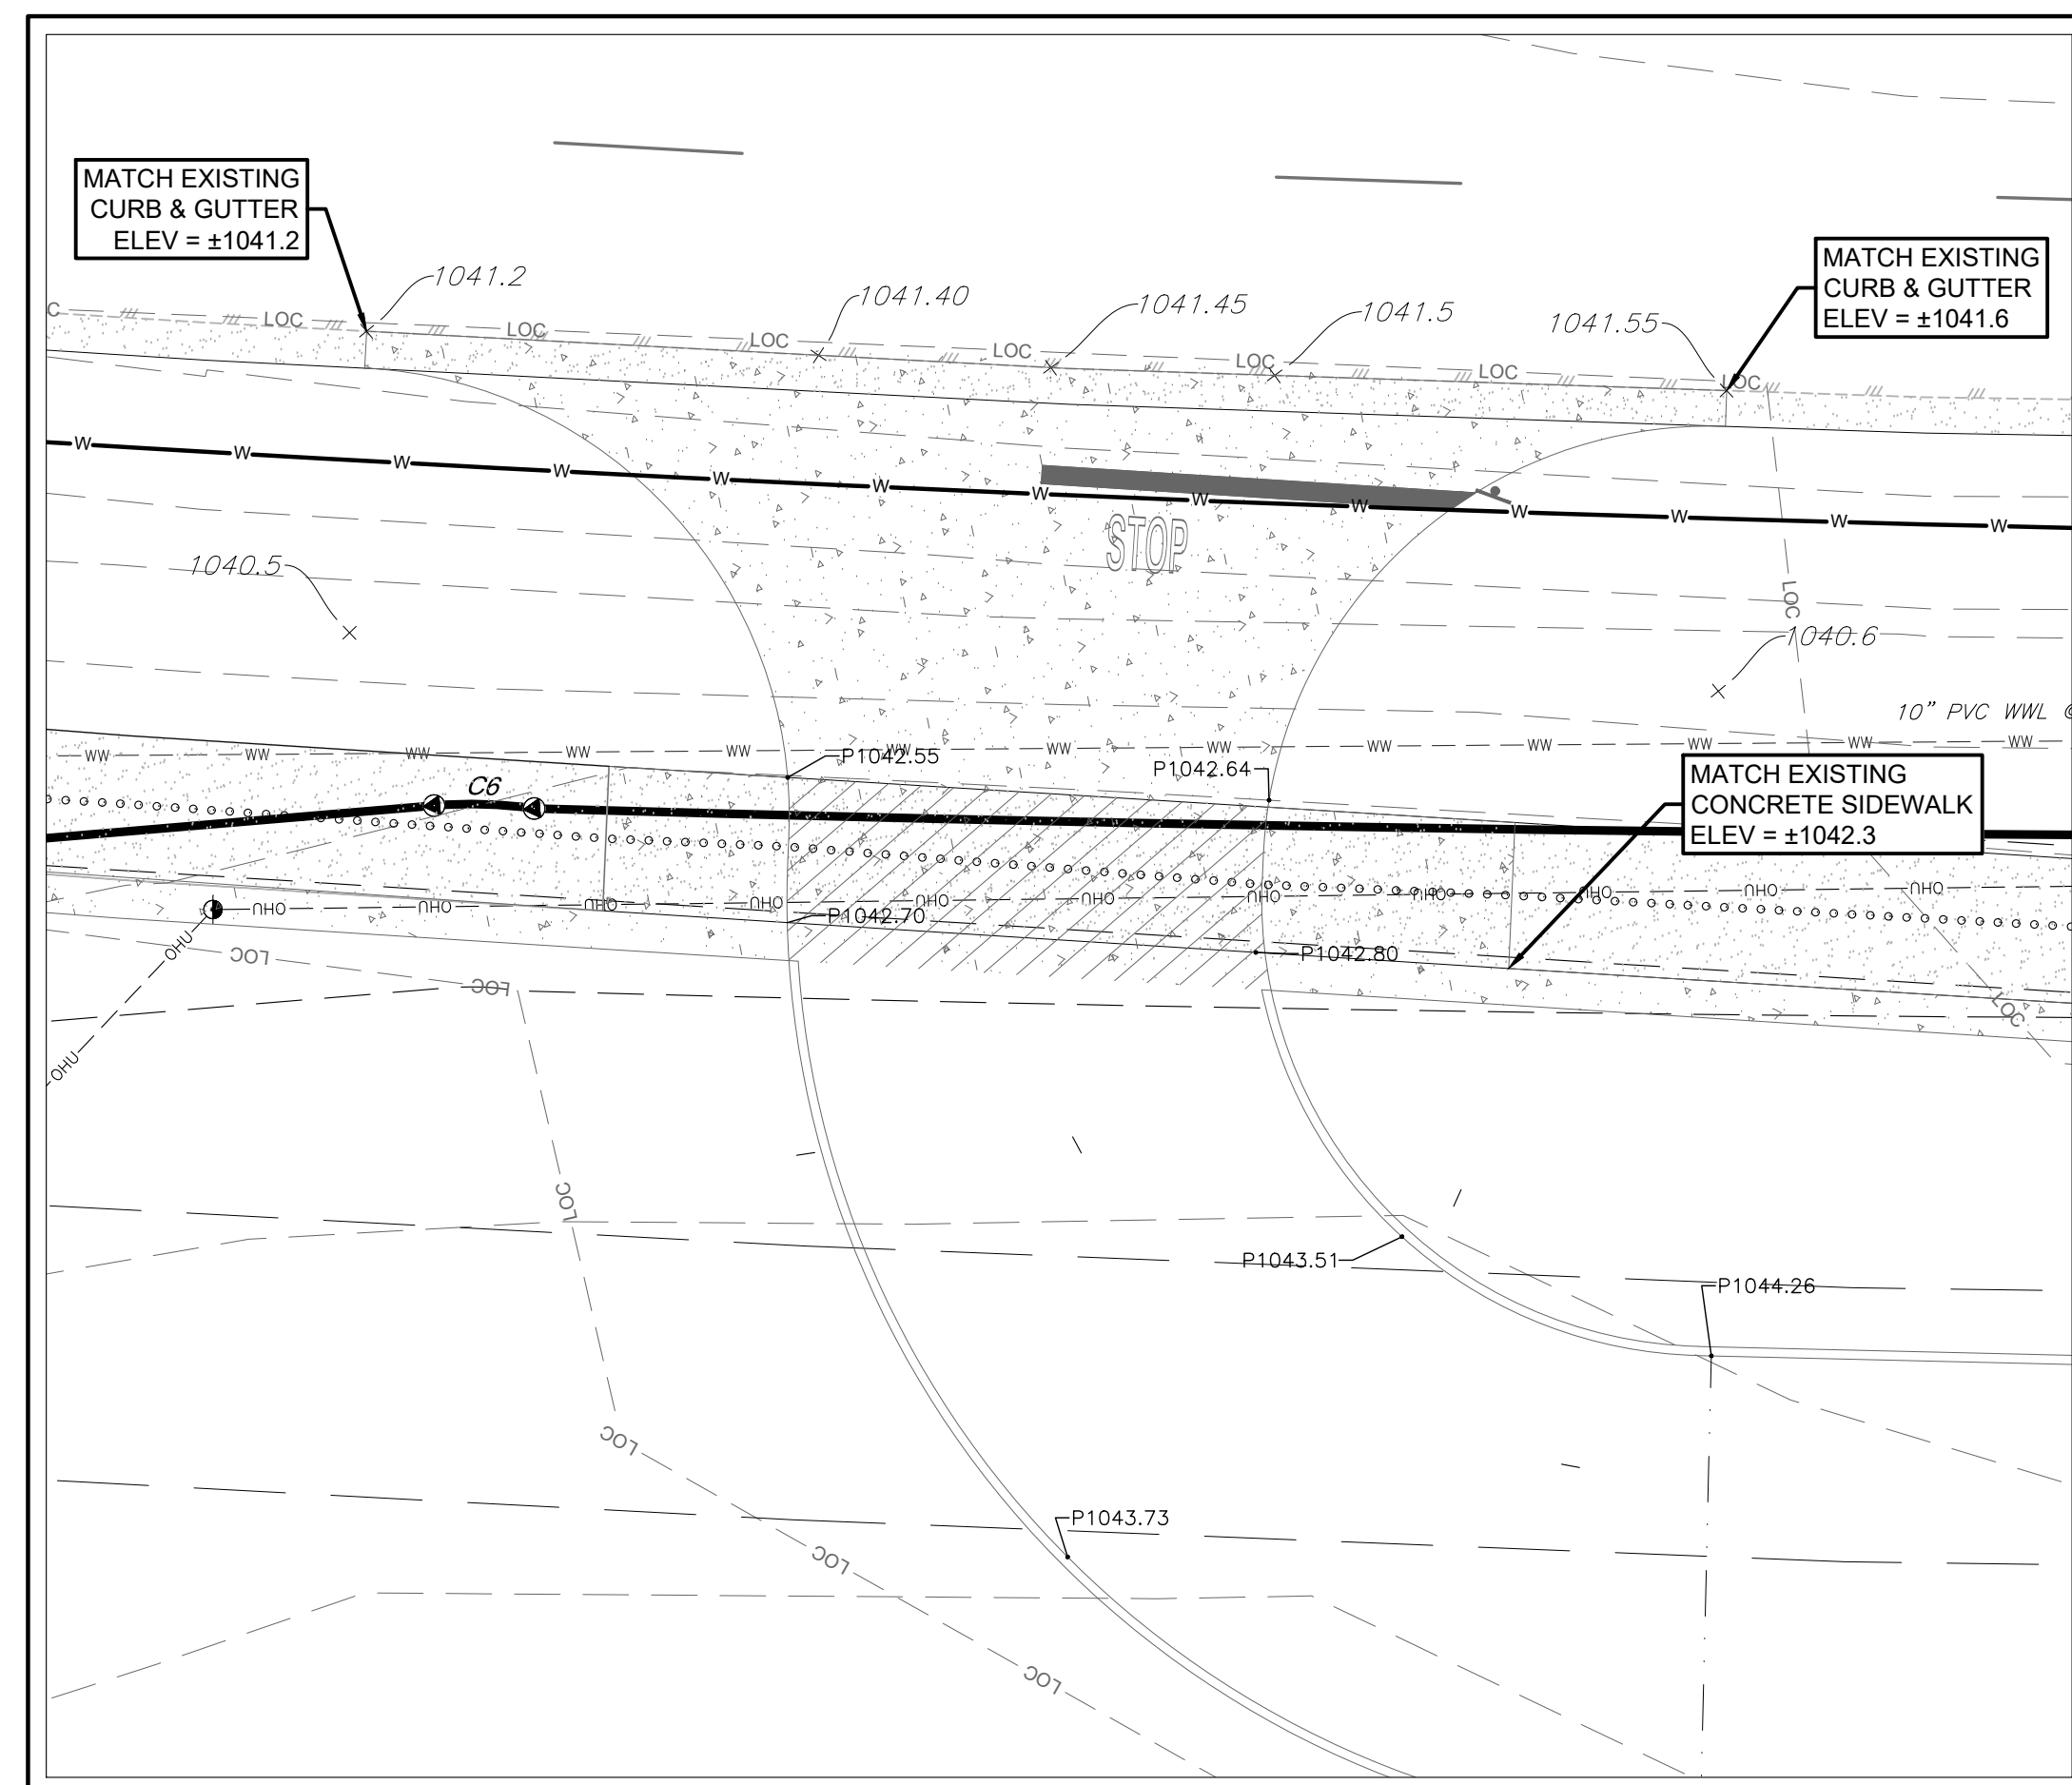 MATCH EXISTING
CURB & GUTTER
ELEV = ±1041.2
MATCH EXISTING
CURB & GUTTER
ELEV = ±1041.6
1041.2
1041.40
1041.45
1041.5
1041.55
C
LOC
LOC
LOC
LOC
LOC
LOC
LOC
W
W
W
W
W
W
W
W
W
W
W
W
W
STOP
1040.5
LOC
1040.6
10" PVC WWL @
WW
WW
WW
WW
WW
WW
WW
WW
WW
WW
WW
WW
WW
P1042.55
P1042.64
MATCH EXISTING
CONCRETE SIDEWALK
ELEV = ±1042.3
C6
OHU
OHU
OHU
OHU
OHU
OHU
OHU
OHU
OHU
OHU
OHU
P1042.70
P1042.80
OHU
OHU
LOC
LOC
LOC
LOC
P1043.51
P1044.26
LOC
P1043.73
LOC
LOC